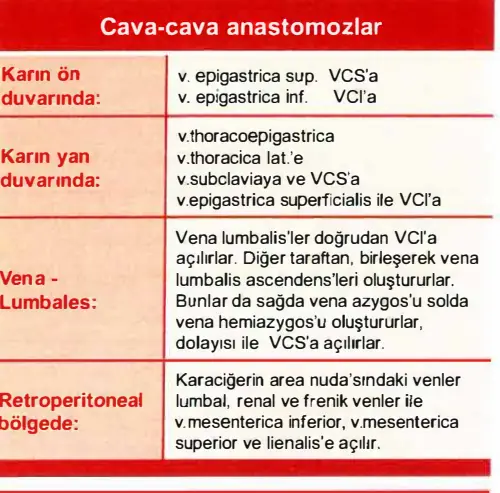 Cava-cava anastomozlar
Karın ön
duvarında:
v. epigastrica sup. VCS'a
v. epigastrica inf. VCI'a
Karın yan
duvarında:
v.thoracoepigastrica
v.thoracica lat.'e
v.subclaviaya ve VCS'a
v.epigastrica superficialis ile VCI'a
Vena -
Lumbales:
Vena lumbalis'ler doğrudan VCI'a
açılırlar. Diğer taraftan, birleşerek vena
lumbalis ascendens'leri oluştururlar.
Bunlar da sağda vena azygos'u solda
vena hemiazygos'u oluştururlar,
dolayısı ile VCS'a açılırlar.
Retroperitoneal
bölgede:
Karaciğerin area nuda'sındaki venler
lumbal, renal ve frenik venler ile
v.mesenterica inferior, v.mesenterica
superior ve lienalis'e açılır.